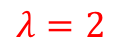 λ = 2